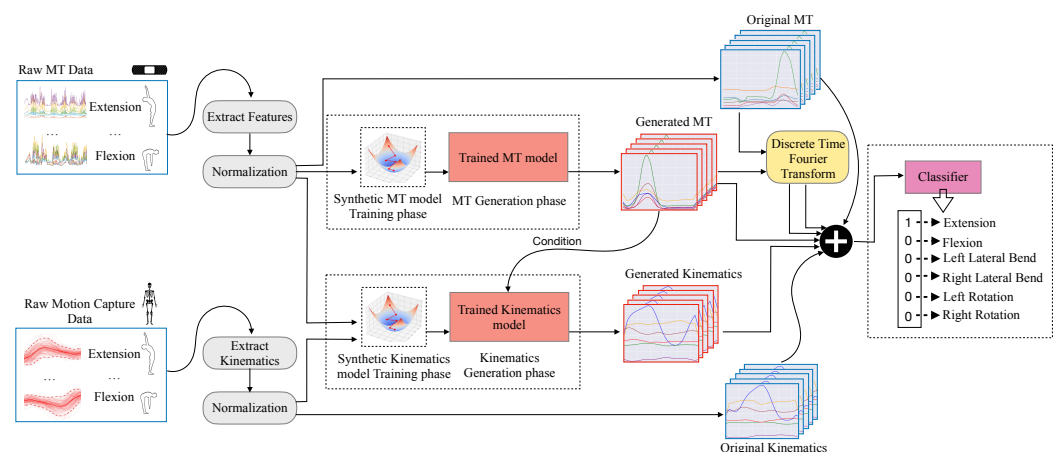 Original MT
Raw MT Data
Extension
... ...
Flexion
Extract Features
Normalization
Synthetic MT model
Training phase
Trained MT model
MT Generation phase
Generated MT
Discrete Time
Fourier
Transform
Condition
Classifier
1 Extension
0 Flexion
0 Left Lateral Bend
0 Right Lateral Bend
0 Left Rotation
0 Right Rotation
Raw Motion Capture
Data
Extension
... ...
Flexion
Extract
Kinematics
Normalization
Synthetic Kinematics
model Training phase
Trained Kinematics
model
Kinematics
Generation phase
Generated Kinematics
Original Kinematics